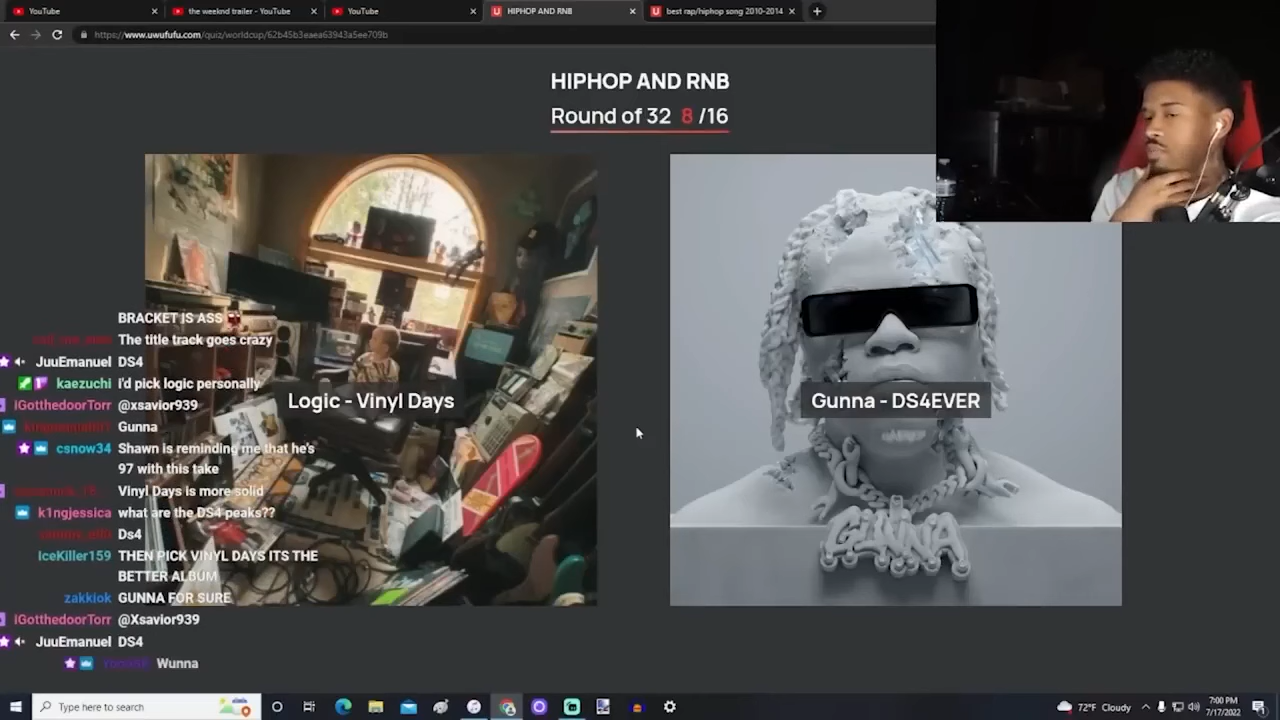 YouTube
the weeknd trailer - YouTube
YouTube
HIPHOP AND RNB
best rap/hiphop song 2010-2014
https://www.uwufufu.com/quiz/worldcup/62b45b3eaea63943a5ee709b
HIPHOP AND RNB
Round of 32 8 /16
Logic - Vinyl Days
Gunna - DS4EVER
GUNNA
BRACKET IS ASS
The title track goes crazy
JuuEmanuel DS4
kaezuchi i'd pick logic personally
iGotthedoorTorr @xsavior939
Gunna
csnow34 Shawn is reminding me that he's
97 with this take
Vinyl Days is more solid
k1ngjessica what are the DS4 peaks??
Ds4
IceKiller159 THEN PICK VINYL DAYS ITS THE
BETTER ALBUM
zakkiok GUNNA FOR SURE
iGotthedoorTorr @Xsavior939
JuuEmanuel DS4
Wunna
Type here to search
72°F Cloudy
7:00 PM
7/17/2022